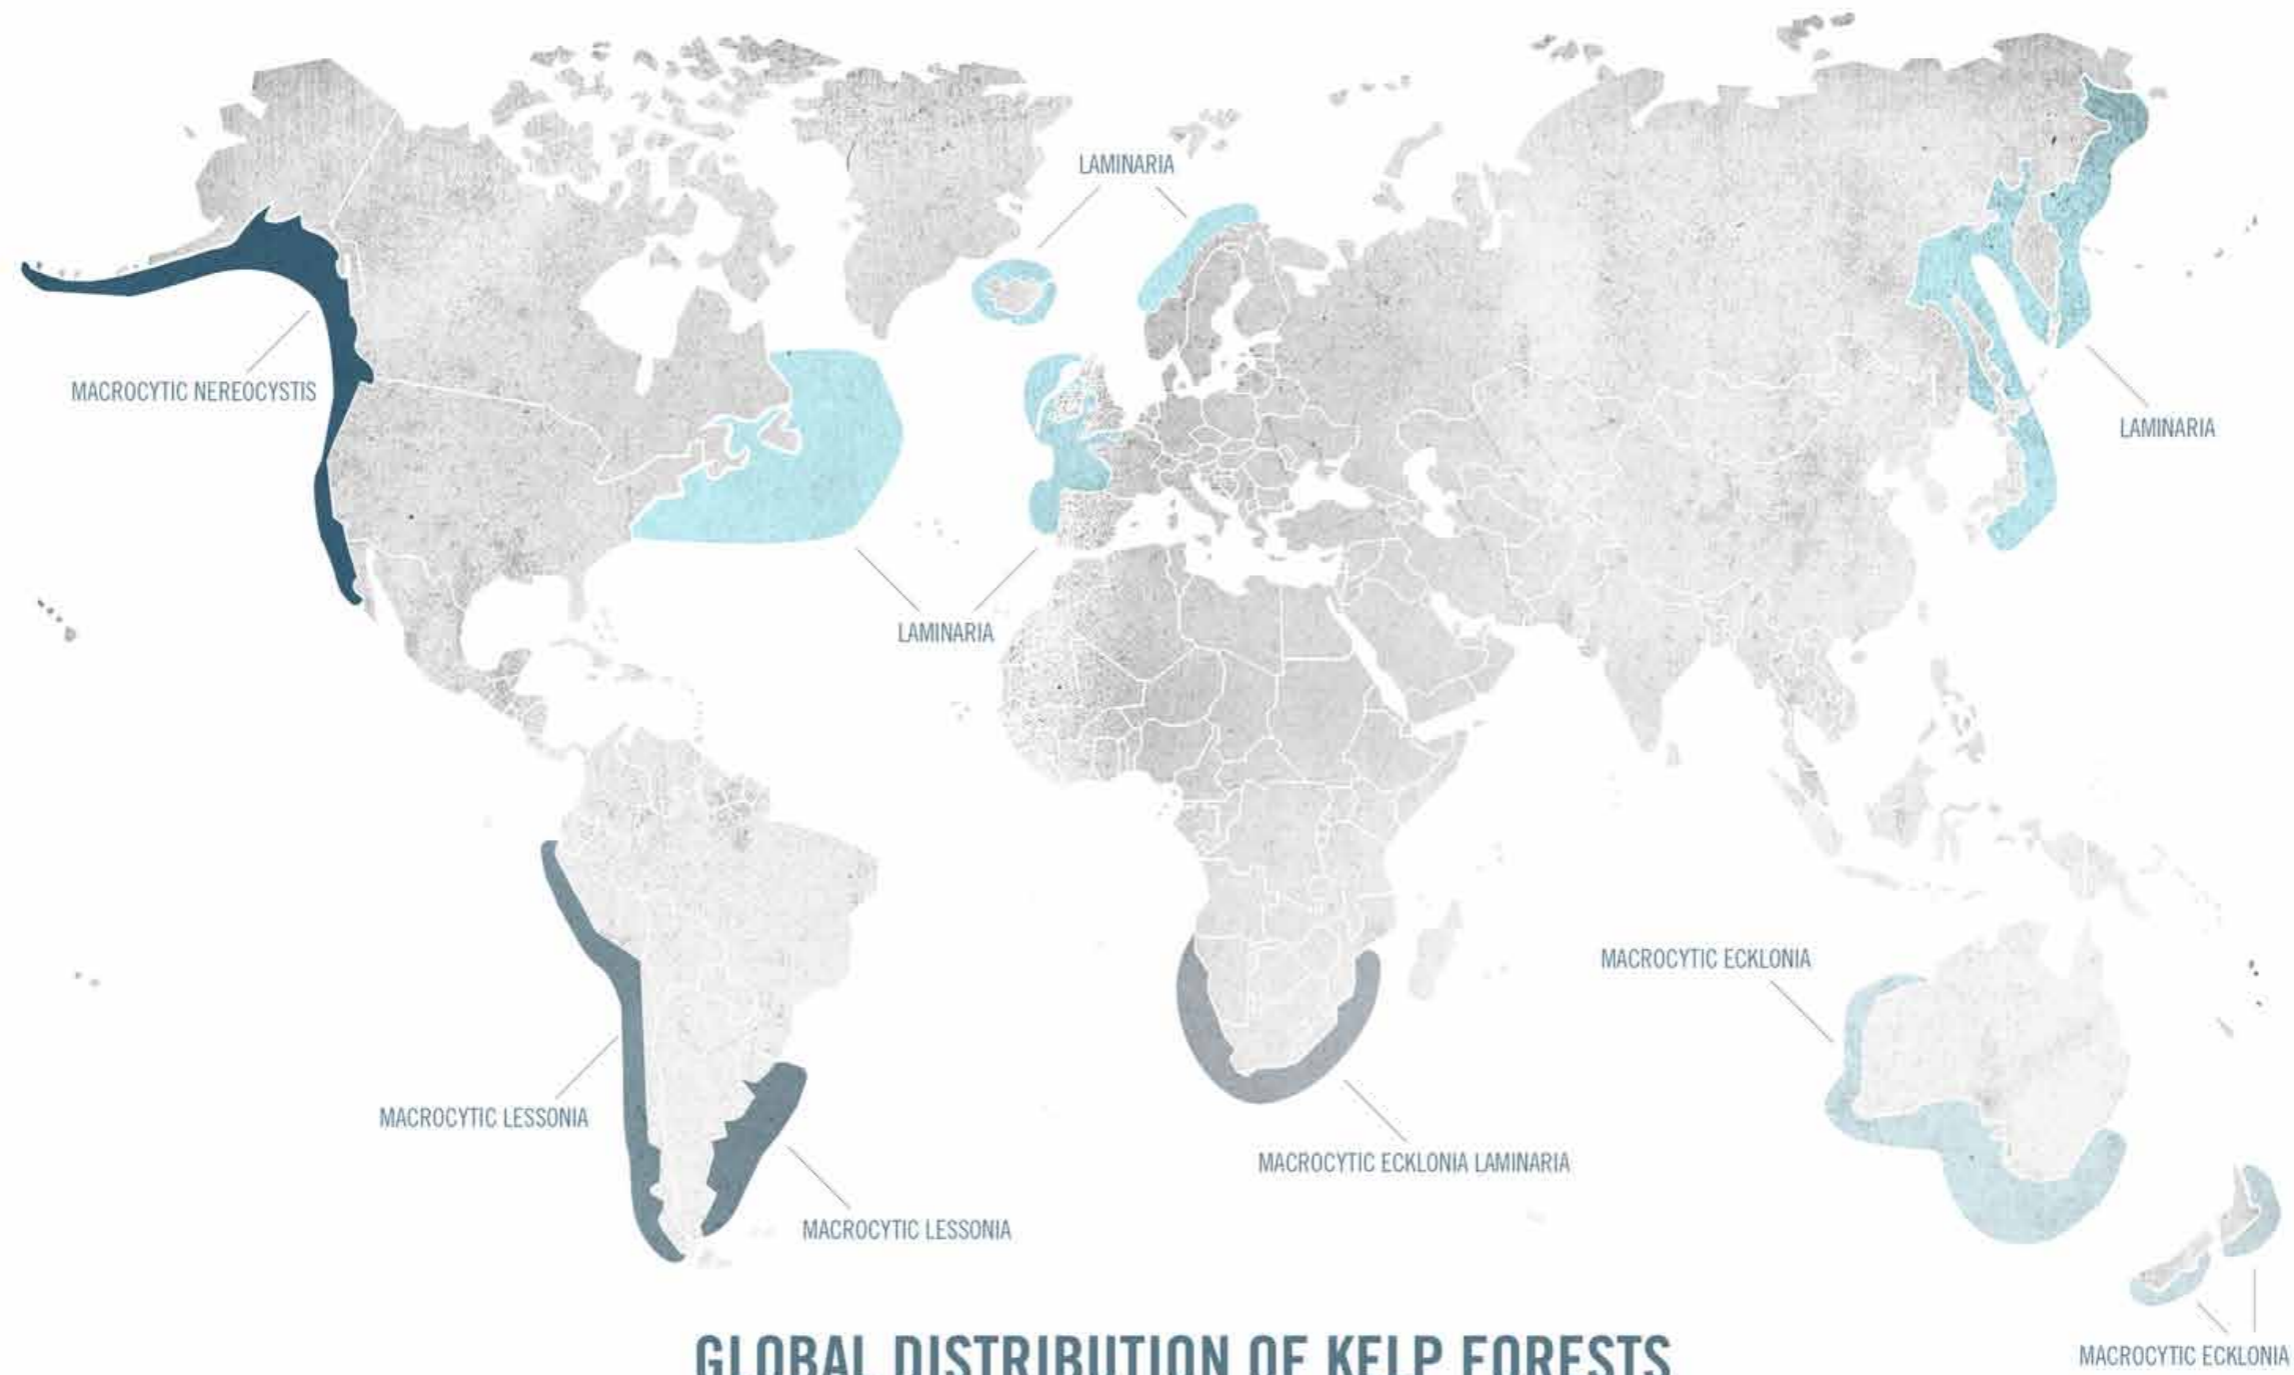 LAMINARIA
MACROCYTIC NEREOCYSTIS
LAMINARIA
LAMINARIA
MACROCYTIC ECKLONIA
MACROCYTIC LESSONIA
MACROCYTIC ECKLONIA LAMINARIA
MACROCYTIC LESSONIA
GLOBAL DISTRIBUTION OF KELP FORESTS
MACROCYTIC ECKLONIA